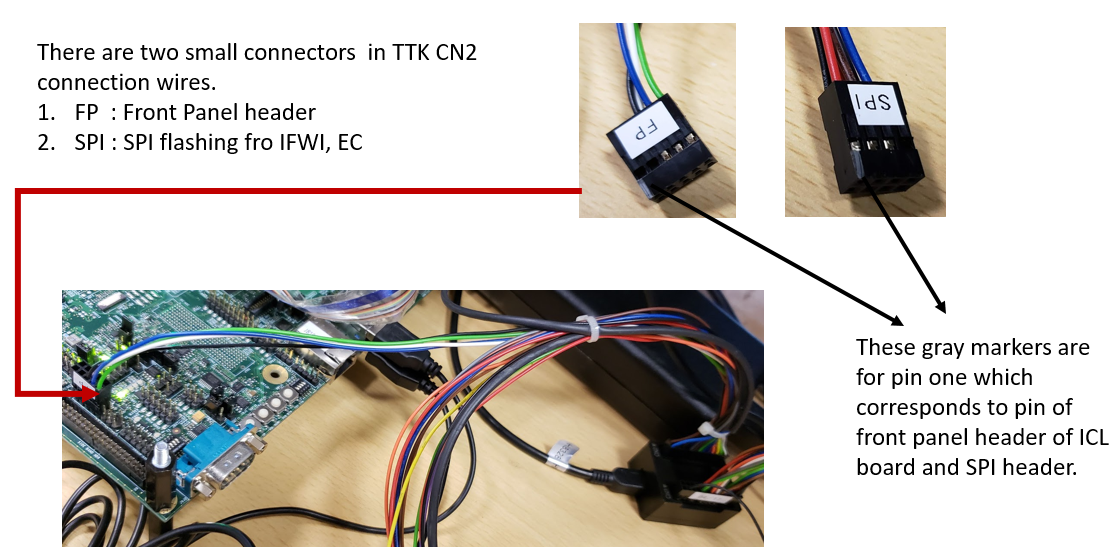 There are two small connectors  in TTK CN2
connection wires.
1. FP : Front Panel header
2. SPI : SPI flashing fro IFWI, EC
FP
SPI
These gray markers are
for pin one which
corresponds to pin of
front panel header of ICL
board and SPI header.